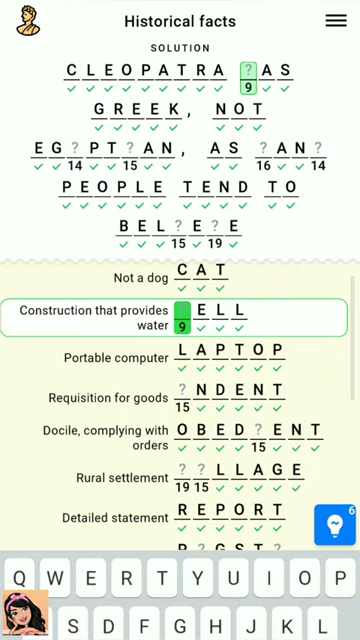 Historical facts
SOLUTION
CLEOPATRA ?AS
9
GREEK, NOT
EG?PT?AN, AS ?AN?
14 15 16 14
PEOPLE TEND TO
BEL?E?E
15 19
Not a dog CAT
Construction that provides water ELL
9
Portable computer LAPTOP
Requisition for goods ?NDENT
15
Docile, complying with orders OBED?ENT
15
Rural settlement ??LLAGE
19 15
Detailed statement REPORT
6
Q W E R T Y U I O P
S D F G H J K L